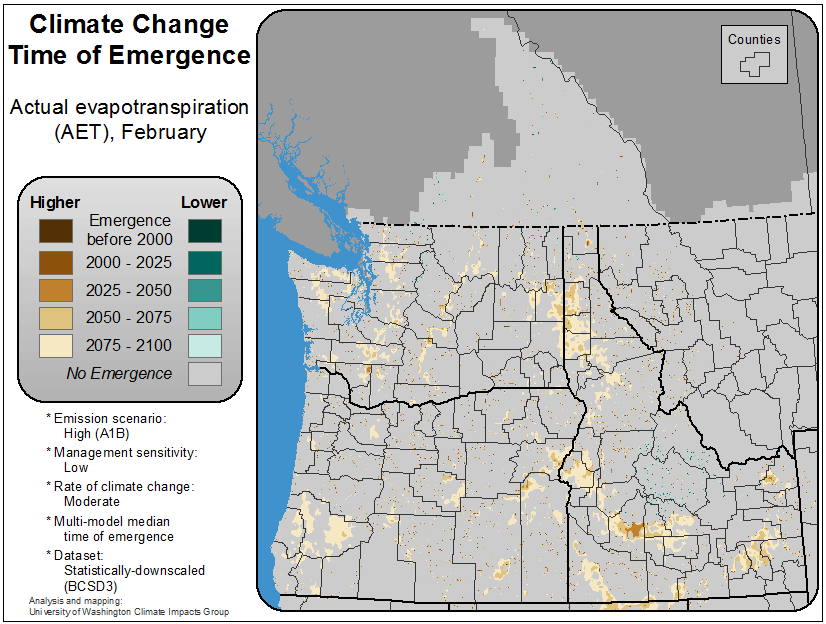 Climate Change
Time of Emergence
Actual evapotranspiration
(AET), February
Higher
Lower
Emergence
before 2000
2000 - 2025
2025 - 2050
2050 - 2075
2075 - 2100
No Emergence
* Emission scenario:
High (A1B)
* Management sensitivity:
Low
* Rate of climate change:
Moderate
* Multi-model median
time of emergence
* Dataset:
Statistically-downscaled
(BCSD3)
Analysis and mapping:
University of Washington Climate Impacts Group
Counties